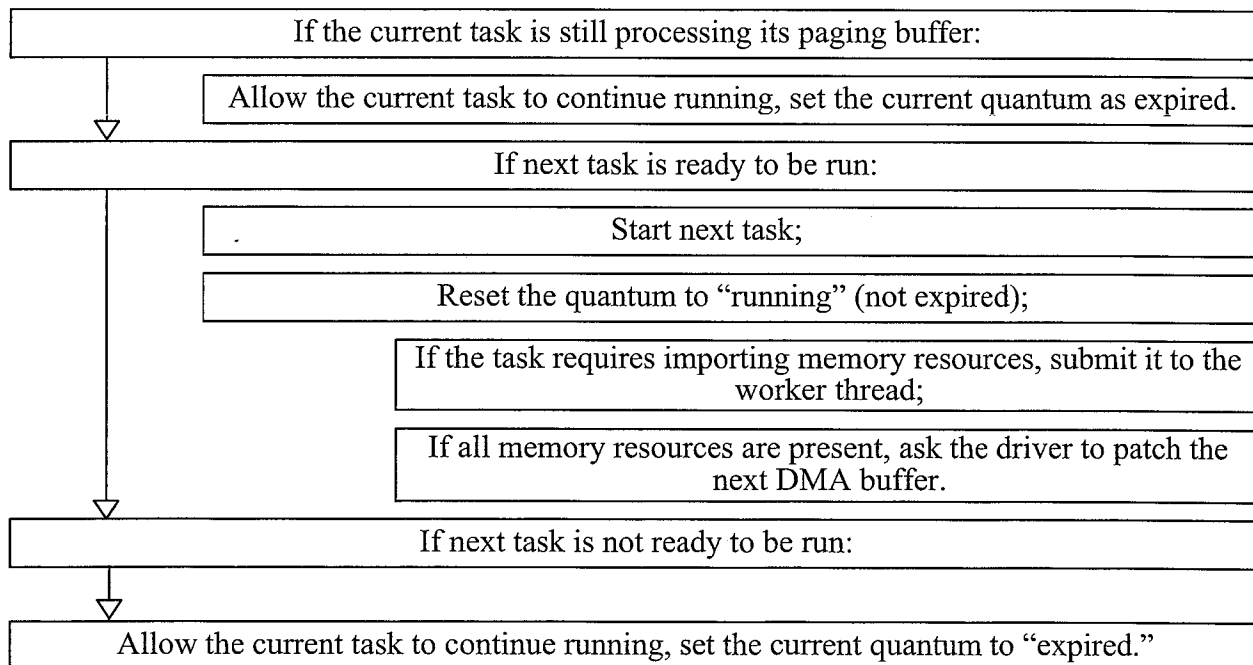 If the current task is still processing its paging buffer:
Allow the current task to continue running, set the current quantum as expired.
If next task is ready to be run:
Start next task;
Reset the quantum to “running” (not expired);
If the task requires importing memory resources, submit it to the
worker thread;
If all memory resources are present, ask the driver to patch the
next DMA buffer.
If next task is not ready to be run:
Allow the current task to continue running, set the current quantum to “expired.”